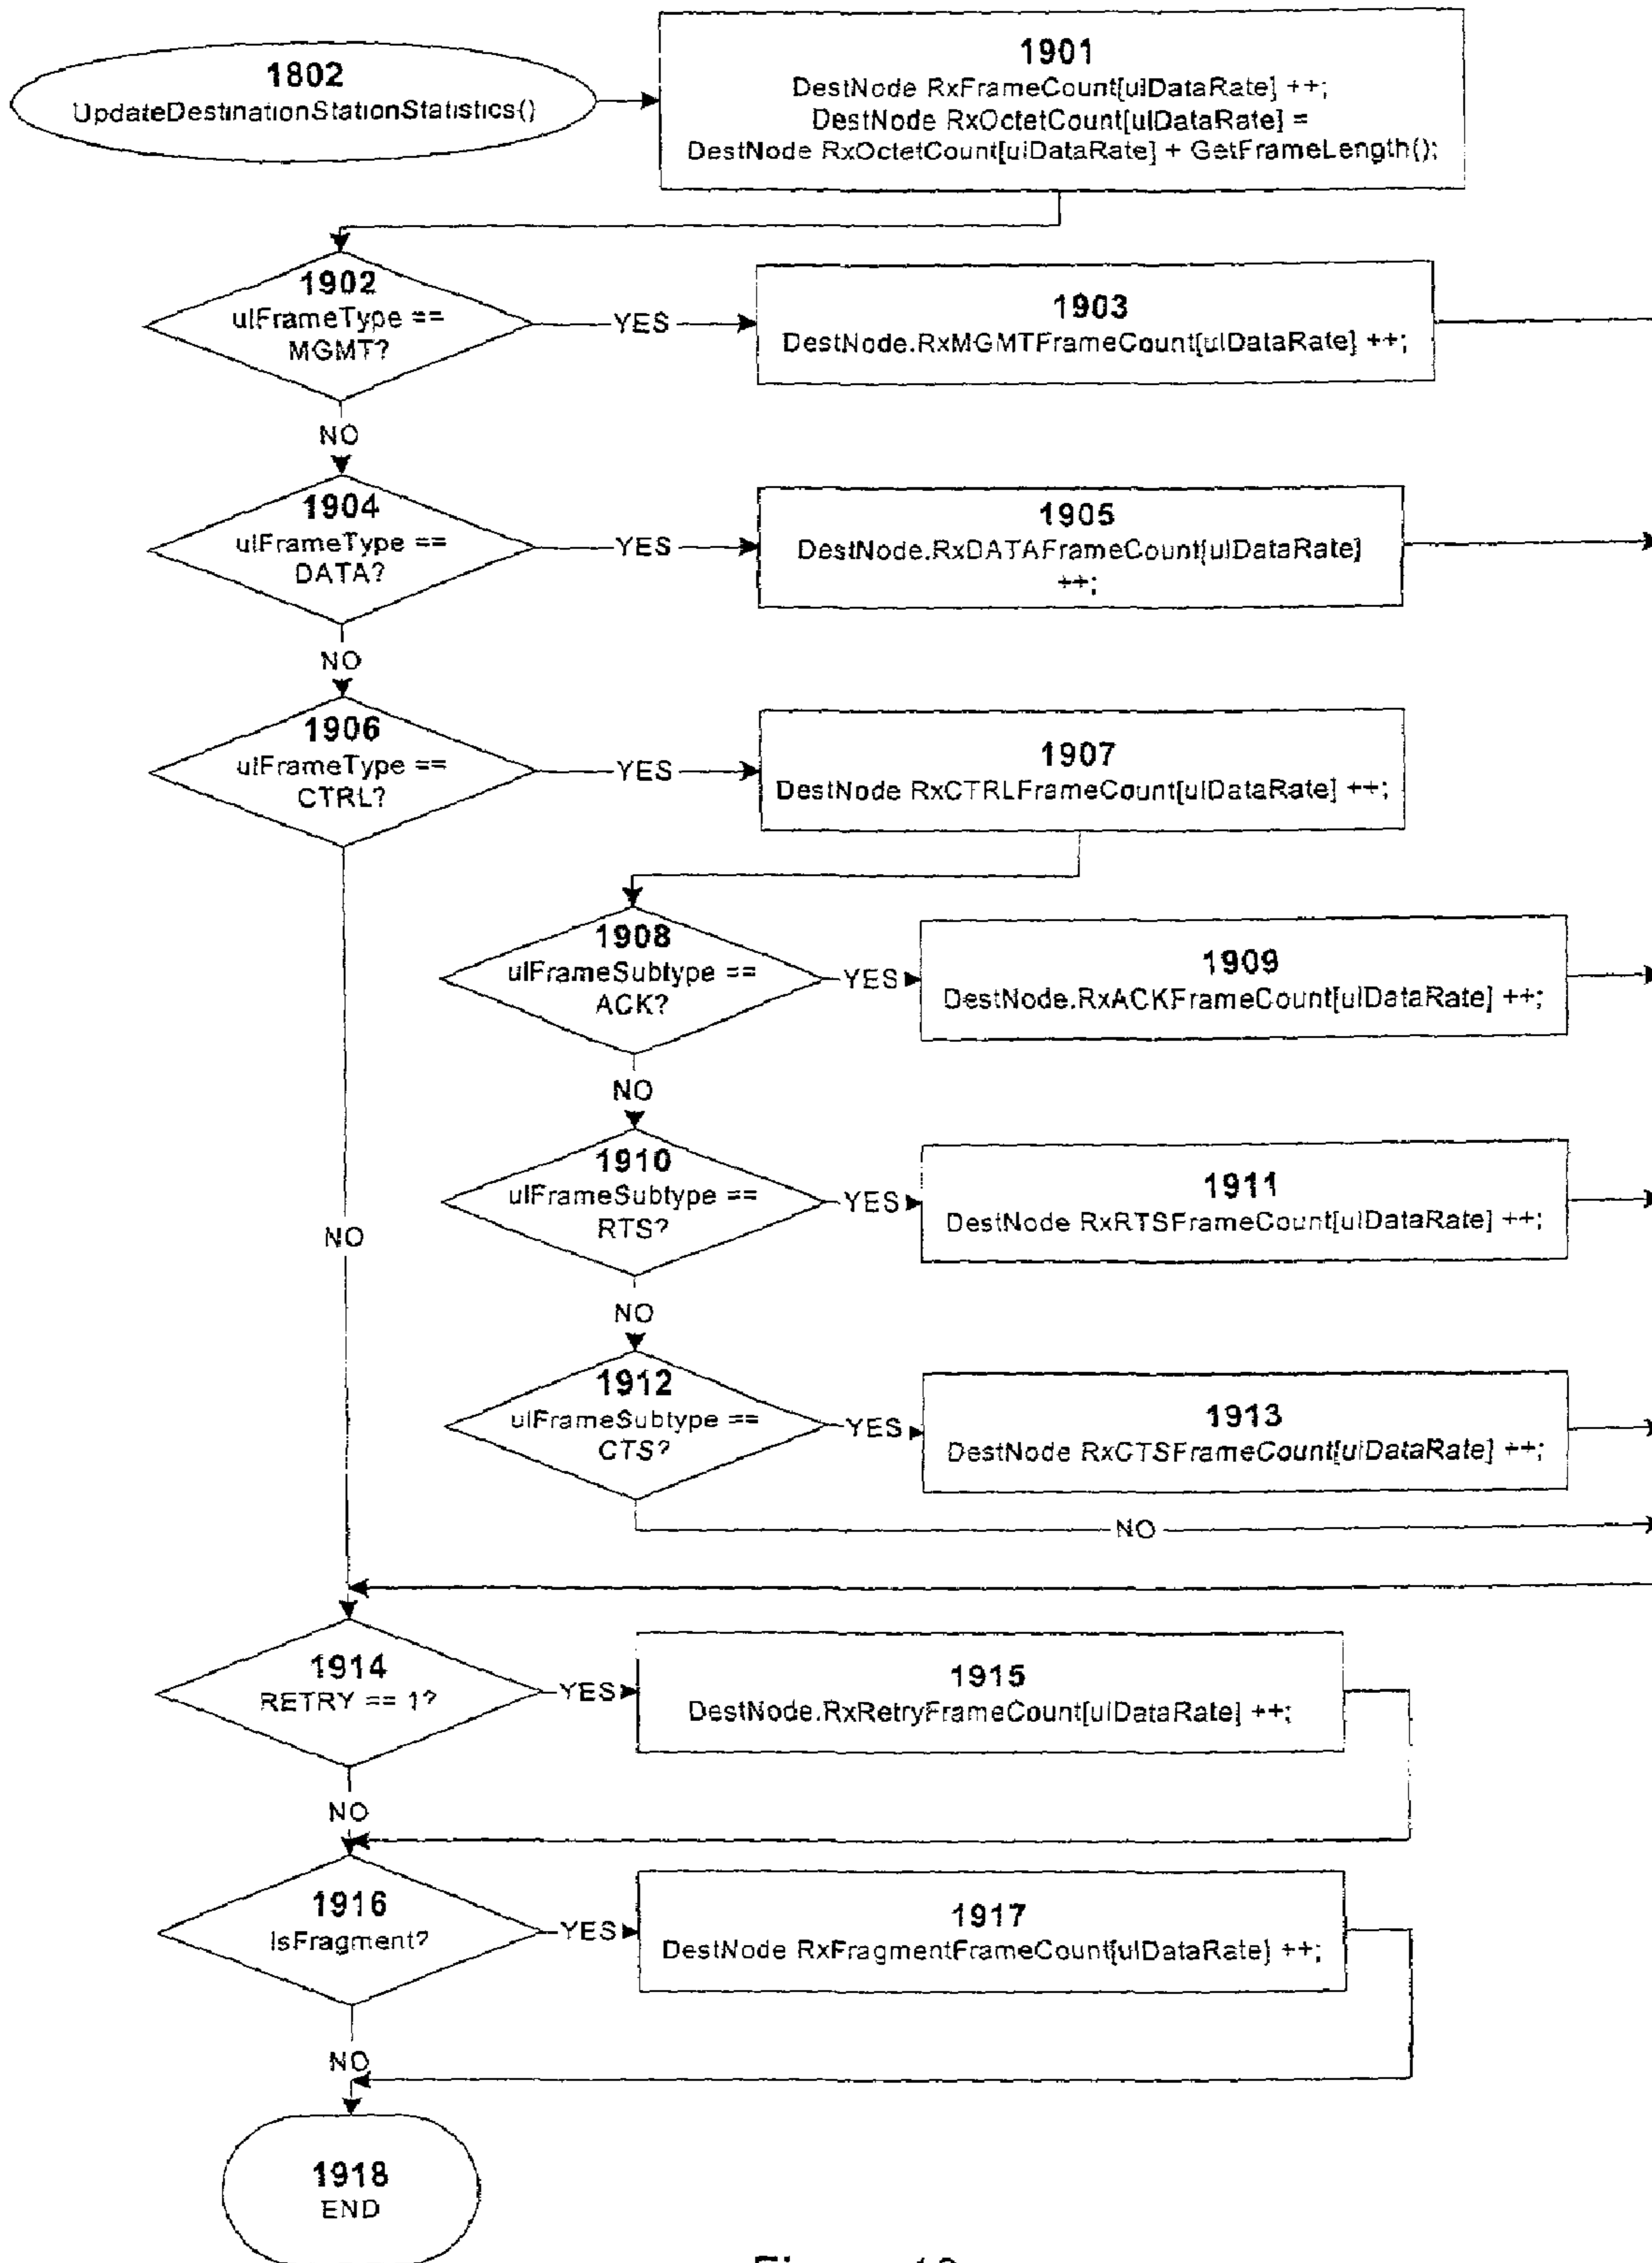 1802
UpdateDestinationStationStatistics()
1901
DestNode RxFrameCount[ulDataRate] ++;
DestNode RxOctetCount[ulDataRate] =
DestNode RxOctetCount[ulDataRate] + GetFrameLength();
1902
ulFrameType ==
MGMT?
YES
1903
DestNode.RxMGMTFrameCount[ulDataRate] ++;
NO
1904
ulFrameType ==
DATA?
YES
1905
DestNode.RxDATAFrameCount[ulDataRate]
++;
NO
1906
ulFrameType ==
CTRL?
YES
1907
DestNode RxCTRLFrameCount[ulDataRate] ++;
1908
ulFrameSubtype ==
ACK?
YES
1909
DestNode.RxACKFrameCount[ulDataRate] ++;
NO
1910
ulFrameSubtype ==
RTS?
YES
1911
DestNode RxRTSFrameCount[ulDataRate] ++;
NO
NO
1912
ulFrameSubtype ==
CTS?
YES
1913
DestNode RxCTSFrameCount[ulDataRate] ++;
NO
1914
RETRY == 1?
YES
1915
DestNode.RxRetryFrameCount[ulDataRate] ++;
NO
1916
IsFragment?
YES
1917
DestNode RxFragmentFrameCount[ulDataRate] ++;
NO
1918
END